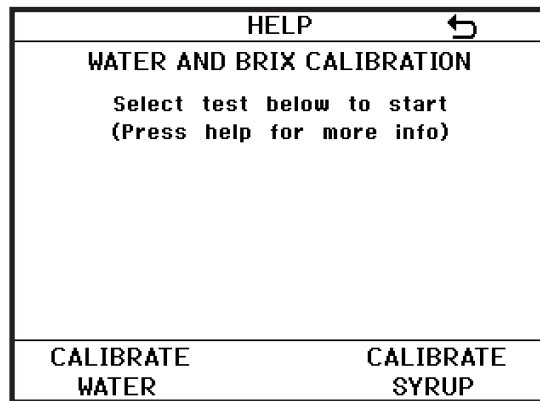 HELP
WATER AND BRIX CALIBRATION
Select test below to start
(Press help for more info)
CALIBRATE WATER
CALIBRATE SYRUP